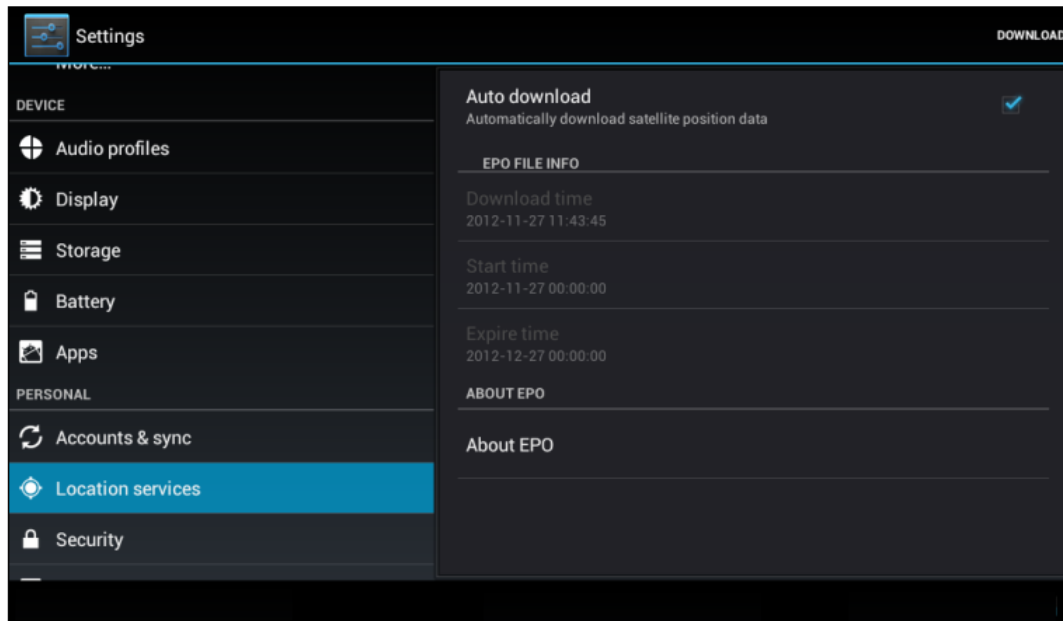 Settings
DOWNLOAD
More...
DEVICE
Audio profiles
Display
Storage
Battery
Apps
PERSONAL
Accounts & sync
Location services
Security
Auto download
Automatically download satellite position data
EPO FILE INFO
Download time
2012-11-27 11:43:45
Start time
2012-11-27 00:00:00
Expire time
2012-12-27 00:00:00
ABOUT EPO
About EPO